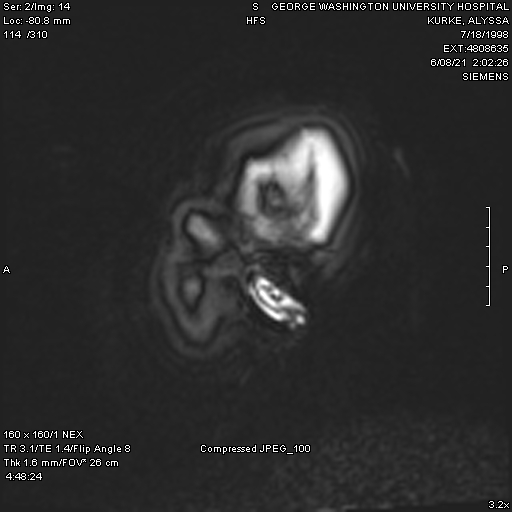 Ser: 2/Img: 14
Loc: -80.8 mm
114 /310
S
HFS
GEORGE WASHINGTON UNIVERSITY HOSPITAL
KURKE, ALYSSA
7/18/1998
EXT:4808635
6/08/21 2:02:26
SIEMENS
A
P
160 x 160/1 NEX
TR 3.1/TE 1.4/Flip Angle 8
Thk 1.6 mm/FOV* 26 cm
4:48:24
Compressed JPEG_100
3.2x